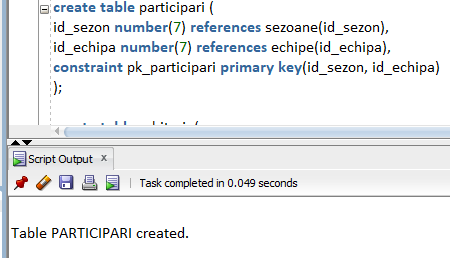 create table participari (
id_sezon number(7) references sezoane(id_sezon),
id_echipa number(7) references echipe(id_echipa),
constraint pk_participari primary key(id_sezon, id_echipa)
);
Script Output x
Task completed in 0.049 seconds
Table PARTICIPARI created.